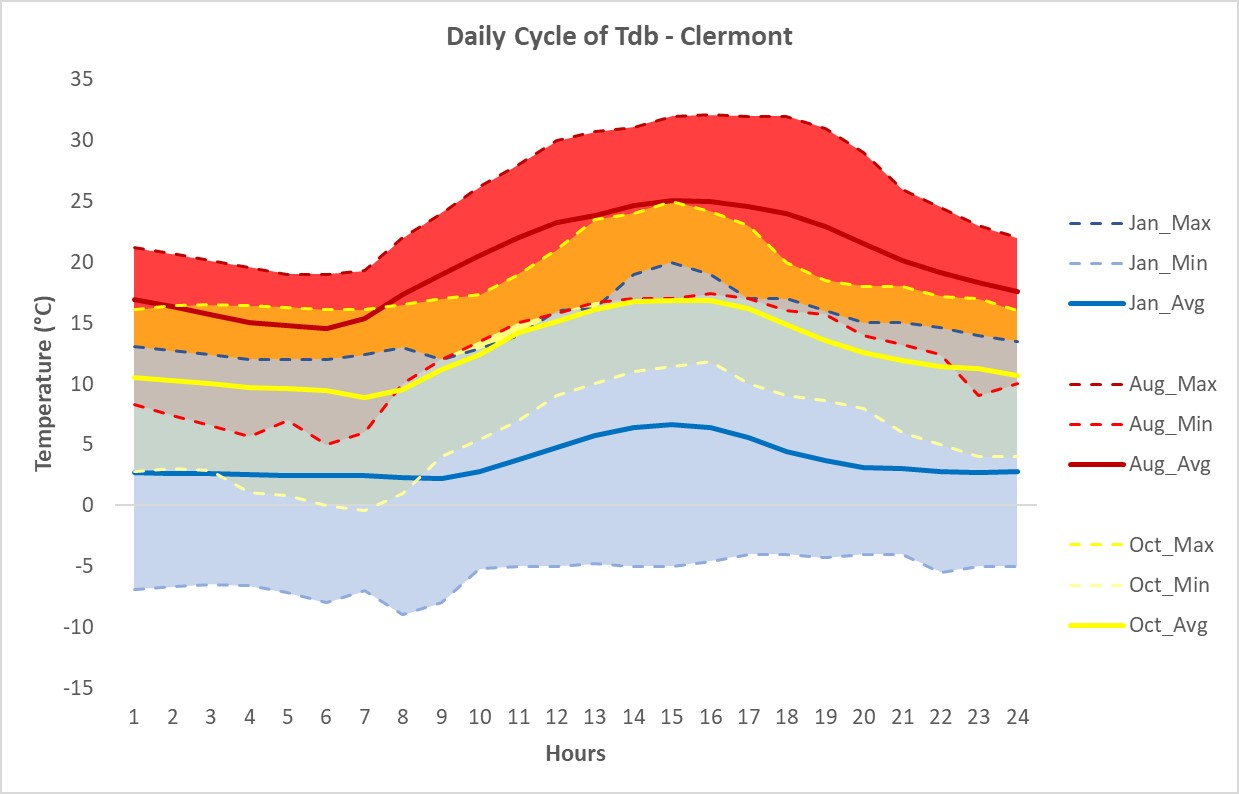 Daily Cycle of Tdb - Clermont
35
30
25
20
15
10
5
0
-5
-10
-15
Temperature (°C)
1 2 3 4 5 6 7 8 9 10 11 12 13 14 15 16 17 18 19 20 21 22 23 24
Hours
Jan_Max
Jan_Min
Jan_Avg
Aug_Max
Aug_Min
Aug_Avg
Oct_Max
Oct_Min
Oct_Avg